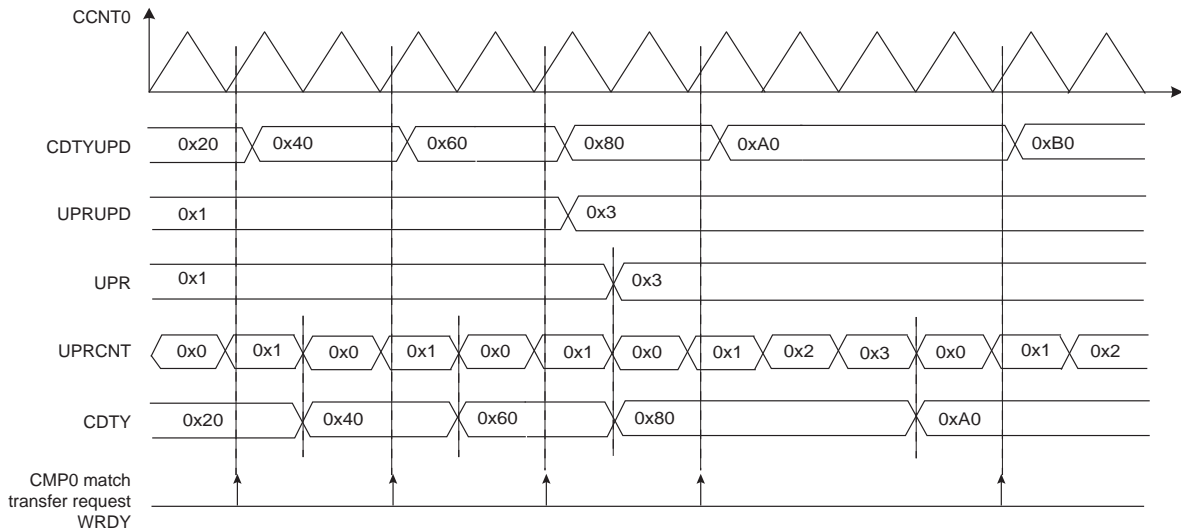 CCNT0
CDTYUPD 0x20 0x40 0x60 0x80 0xA0 0xB0
UPRUPD 0x1 0x3
UPR 0x1 0x3
UPRCNT 0x0 0x1 0x0 0x1 0x0 0x1 0x0 0x1 0x2 0x3 0x0 0x1 0x2
CDTY 0x20 0x40 0x60 0x80 0xA0
CMP0 match
transfer request
WRDY